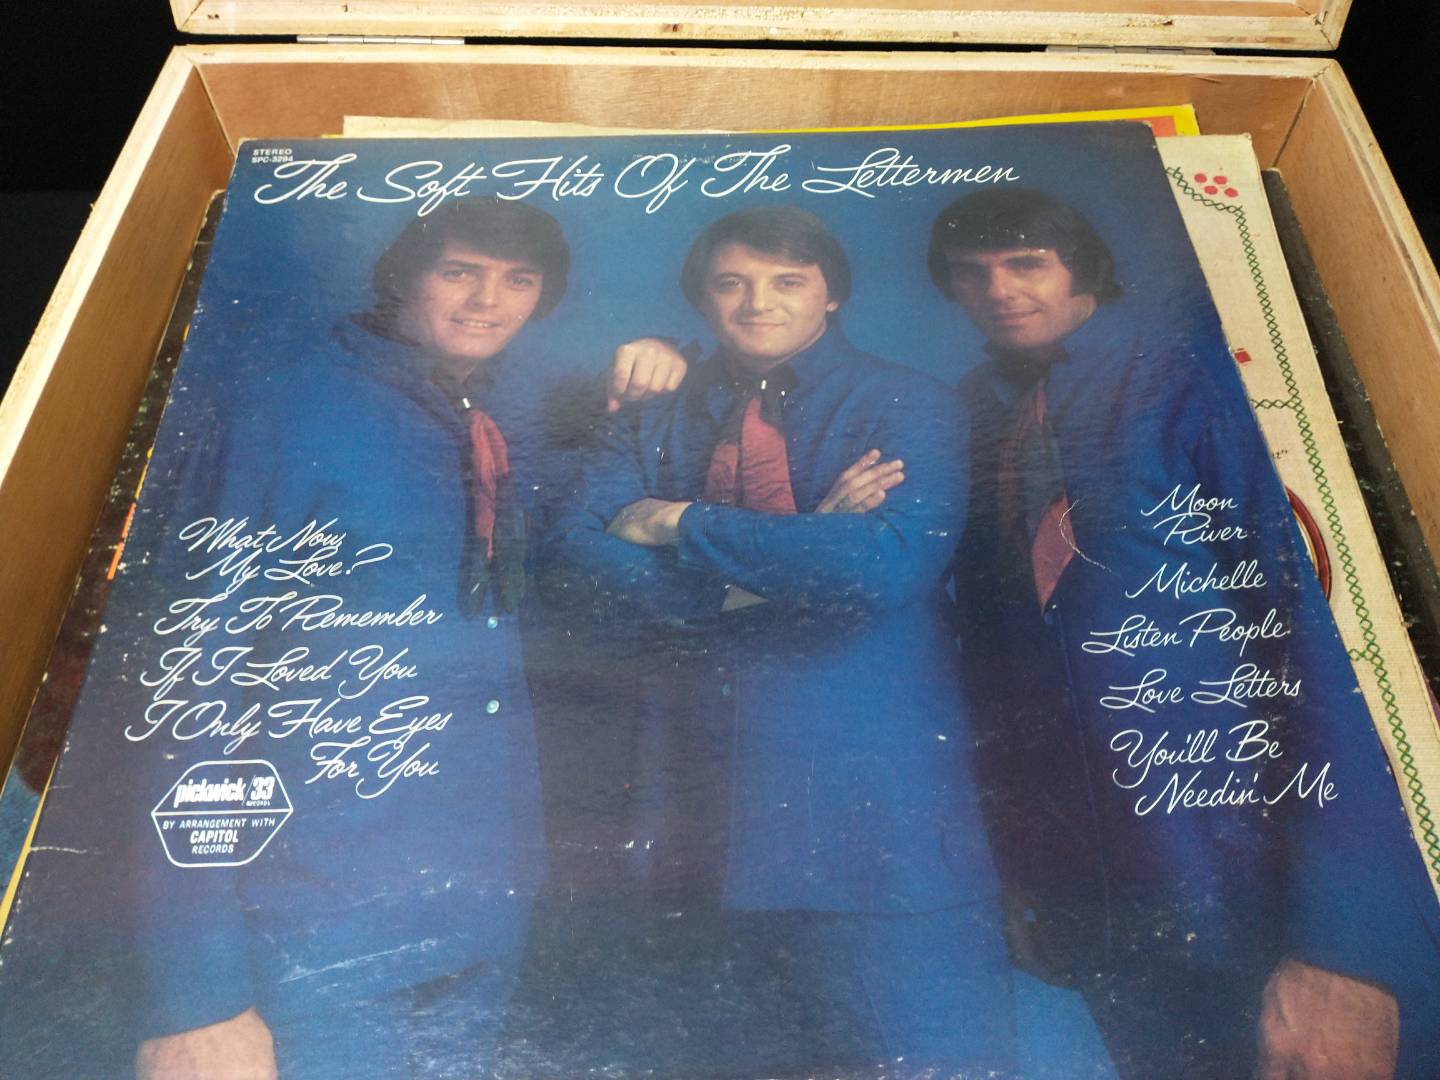 STEREO
SPC-3294
The Soft Hits Of The Lettermen
What Now,
My Love?
Try To Remember
If I Loved You
I Only Have Eyes
For You
pickwick/33
RECORDS
BY ARRANGEMENT WITH
CAPITOL
RECORDS
Moon
River
Michelle
Listen People
Love Letters
You'll Be
Needin' Me